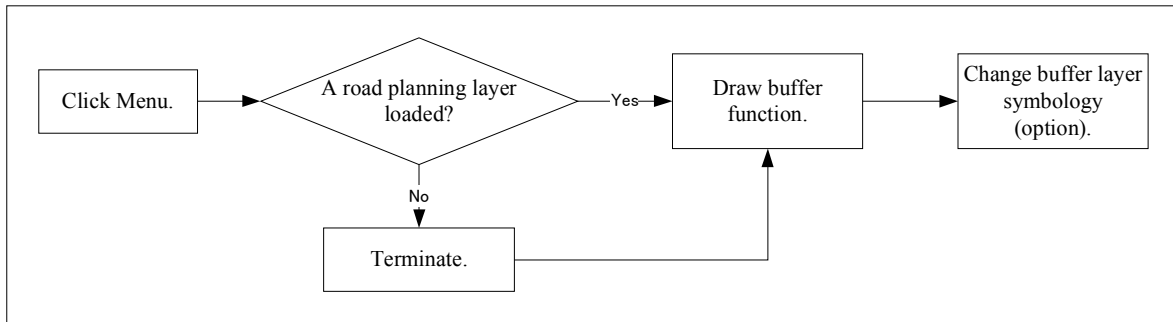 Click Menu.
A road planning layer
loaded?
Yes
Draw buffer
function.
Change buffer layer
symbology
(option).
No
Terminate.